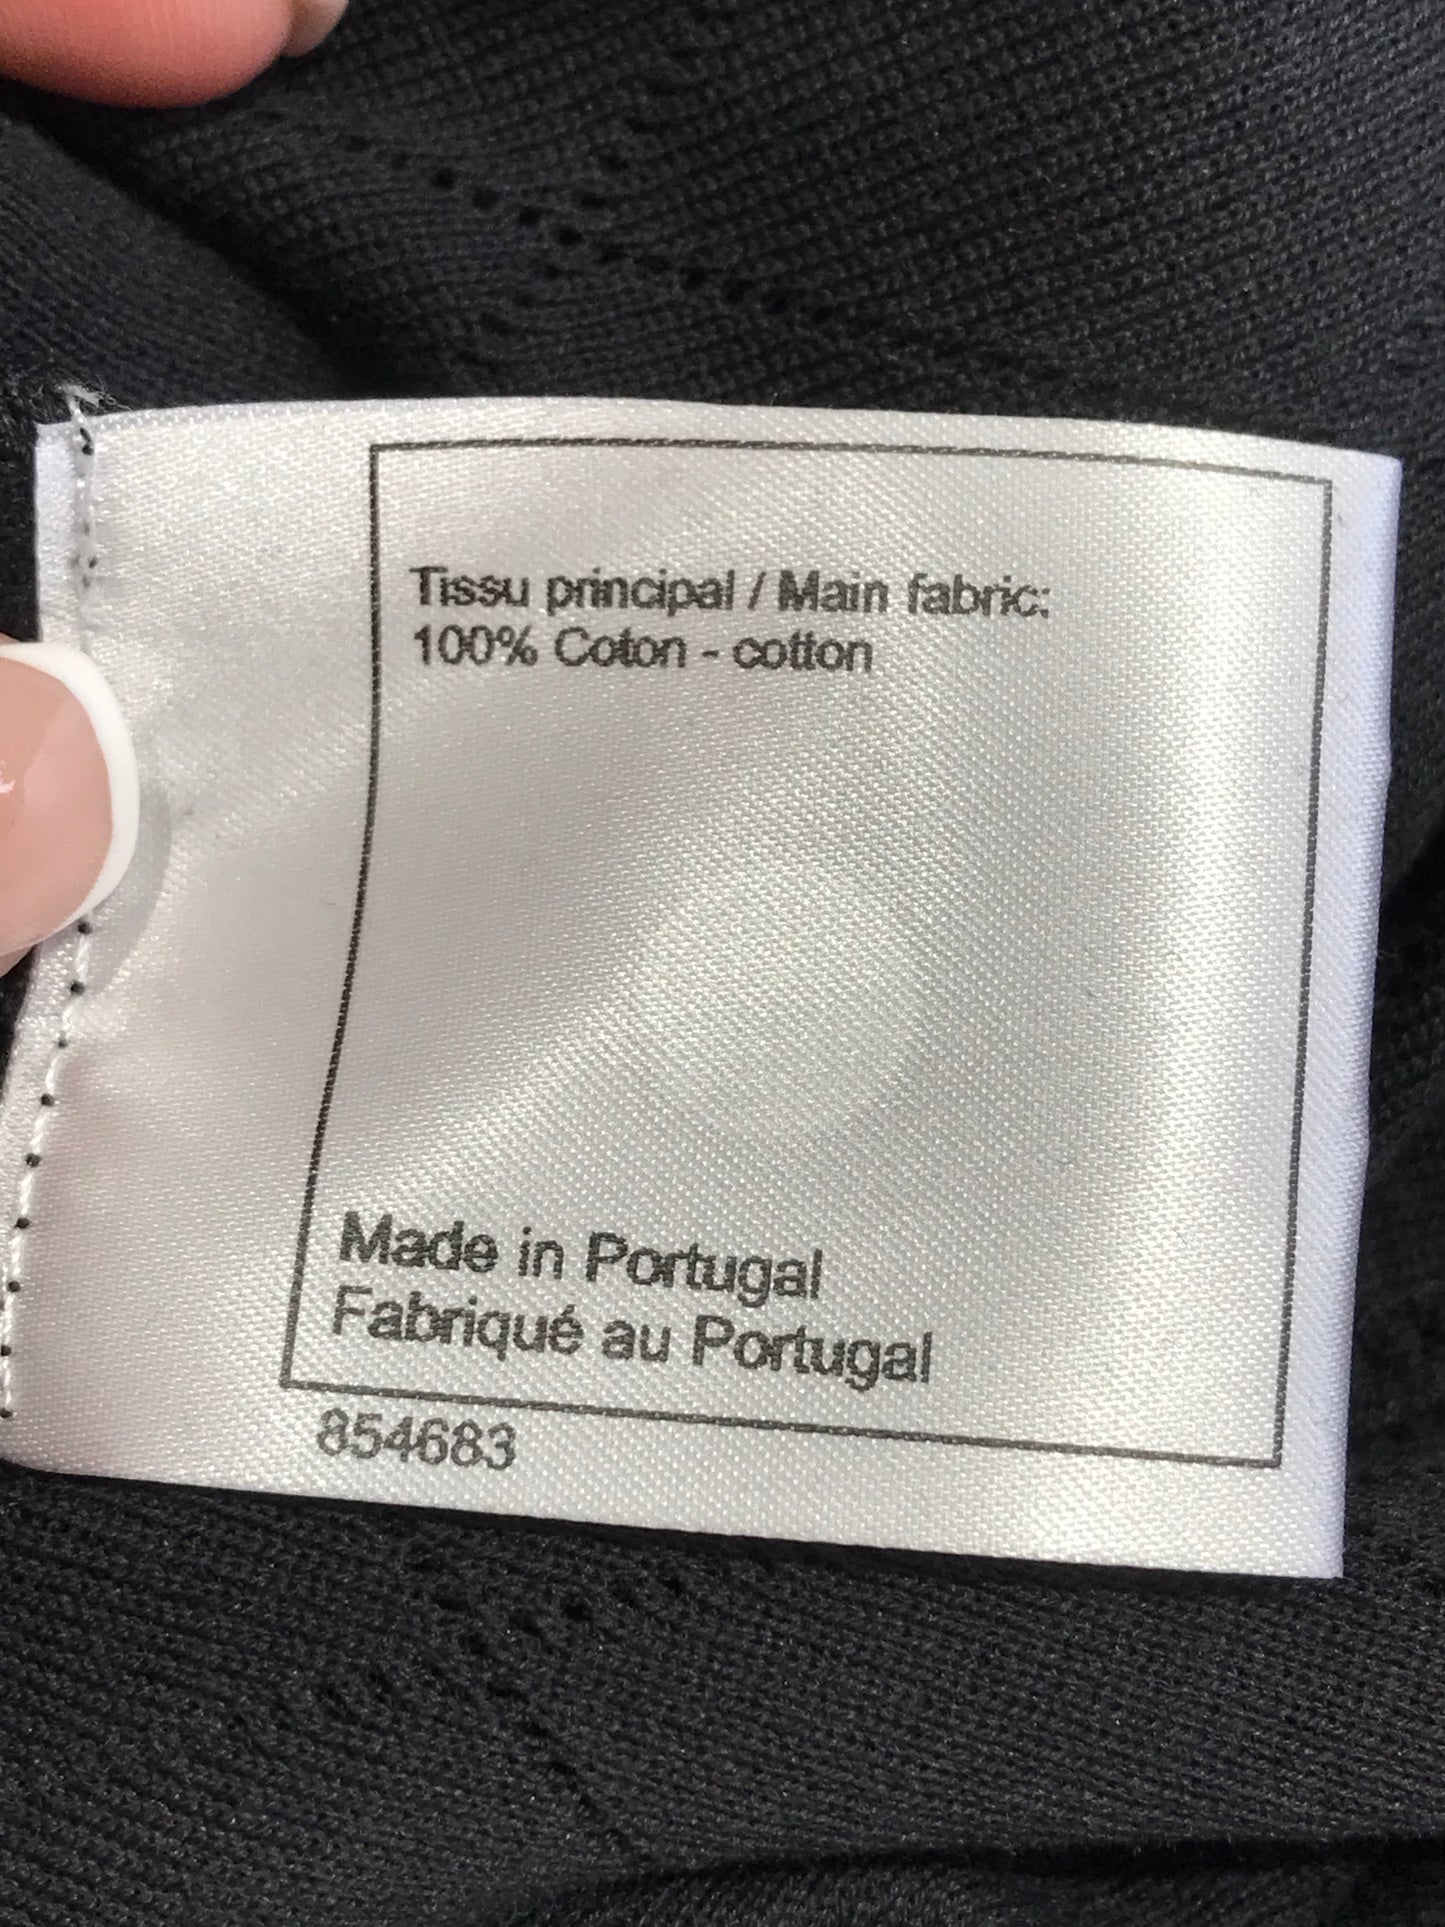 Tissu principal / Main fabric:
100% Coton - cotton
Made in Portugal
Fabriqué au Portugal
854683